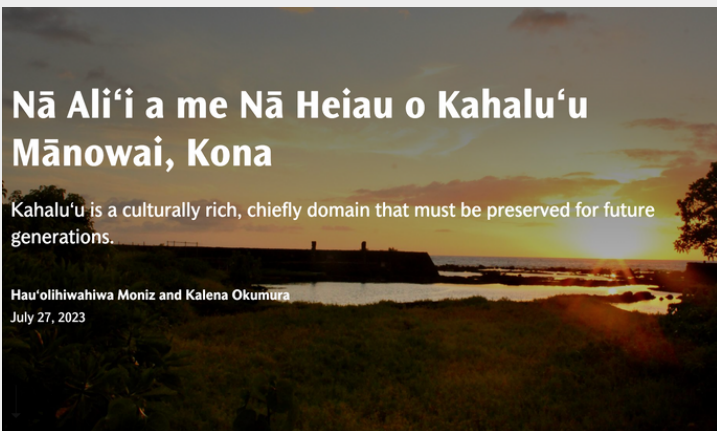 Nā Aliʻi a me Nā Heiau o Kahaluʻu
Mānowai, Kona
Kahaluʻu is a culturally rich, chiefly domain that must be preserved for future
generations.
Hauʻolihiwahiwa Moniz and Kalena Okumura
July 27, 2023